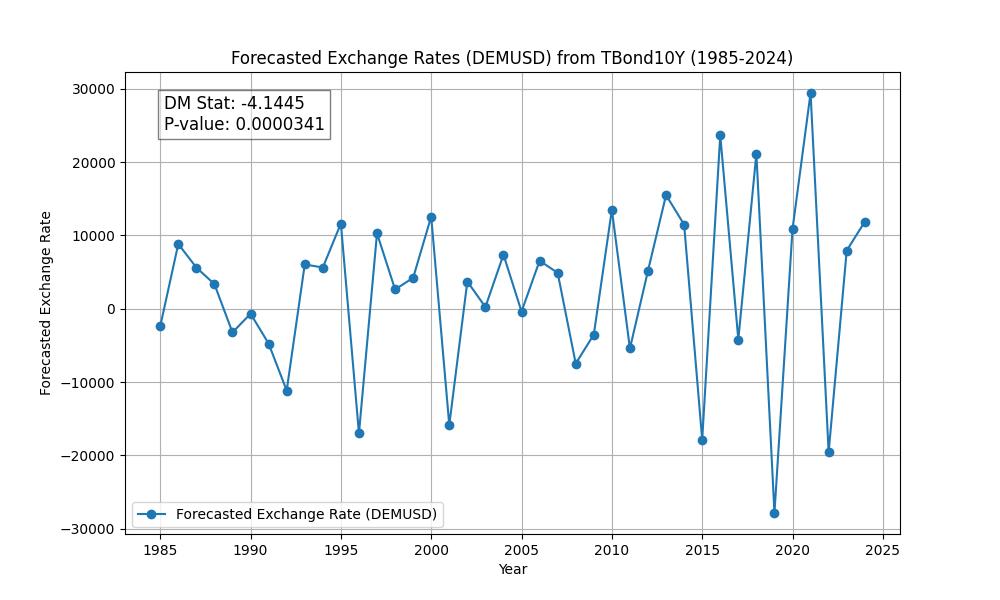 Forecasted Exchange Rates (DEMUSD) from TBond10Y (1985-2024)
DM Stat: -4.1445
P-value: 0.0000341
Forecasted Exchange Rate
30000
20000
10000
0
−10000
−20000
−30000
Forecasted Exchange Rate (DEMUSD)
1985 1990 1995 2000 2005 2010 2015 2020 2025
Year